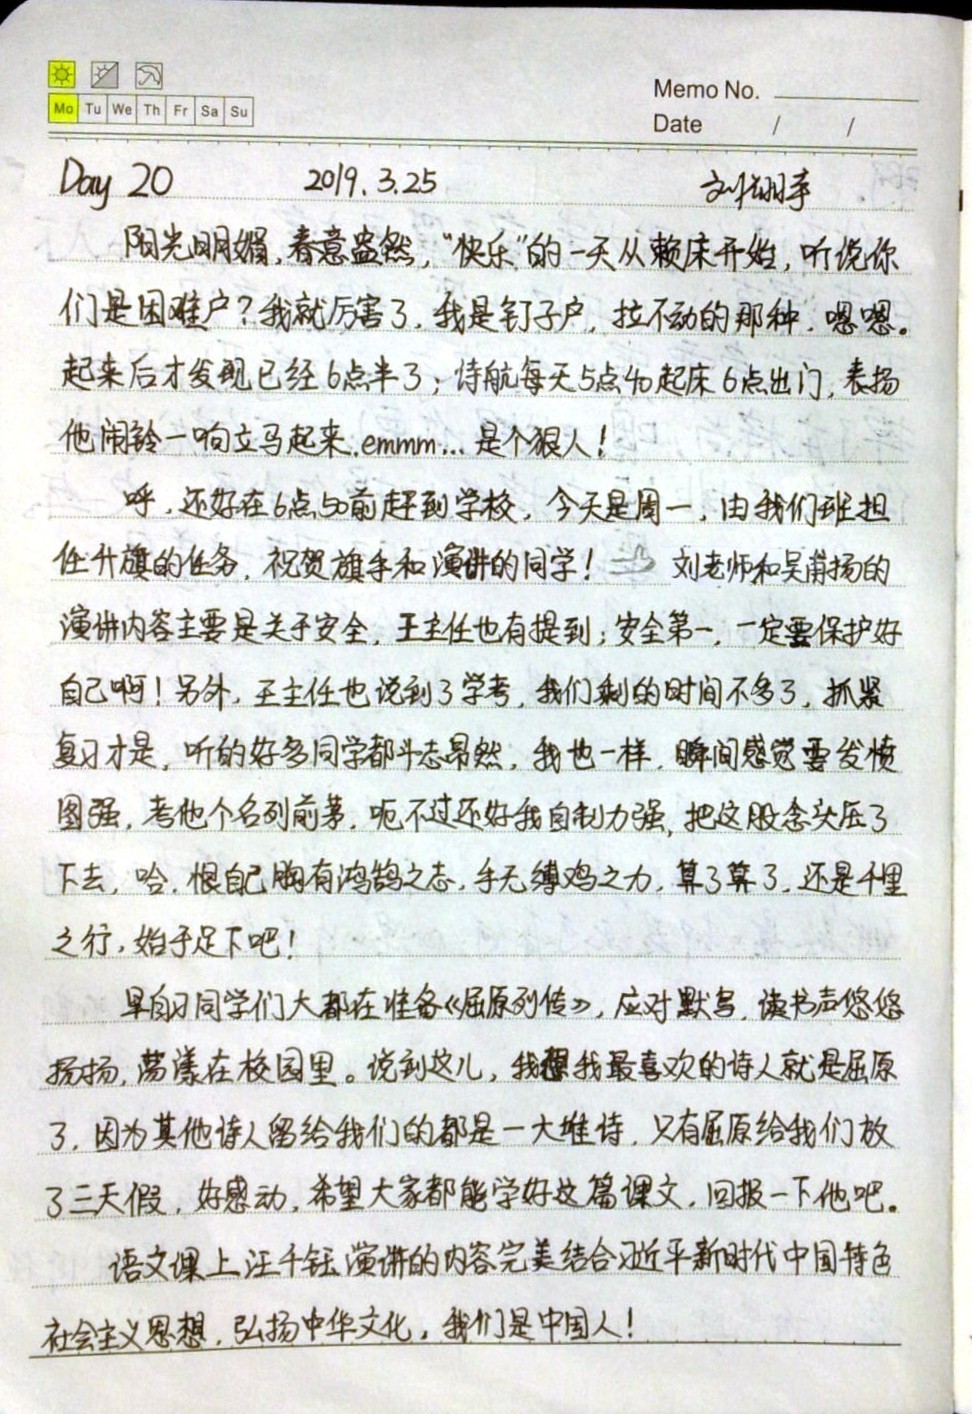 Mo Tu We Th Fr Sa Su
Memo No.
Date / /
Day 20 2019.3.25 刘栩李
阳光明媚,春意盎然,“快乐”的一天从赖床开始,听说你
们是困难户?我就厉害了,我是钉子户,拉不动的那种,嗯嗯。
起来后才发现已经6点半了;诗航每天5点40起床6点出门,表扬
他闹铃一响立马起来.emmm…是个狠人!
呼,还好在6点50前赶到学校,今天是周一,由我们班担
任升旗的任务,祝贺旗手和演讲的同学! 刘老师和吴蒲扬的
演讲内容主要是关于安全,王主任也有提到;安全第一,一定要保护好
自己啊!另外,王主任也说到了学考,我们剩的时间不多了,抓紧
复习才是,听的好多同学都斗志昂然,我也一样,瞬间感觉要发愤
图强,考他个名列前茅,呃不过还好我自制力强,把这股念头压了
下去,哈,恨自己胸有鸿鹄之志,手无缚鸡之力,算了算了,还是千里
之行,始于足下吧!
早自习同学们大都在准备《屈原列传》,应对默写,读书声悠悠
扬扬,荡漾在校园里。说到这儿,我想我最喜欢的诗人就是屈原
了,因为其他诗人留给我们的都是一大堆诗,只有屈原给我们放
了三天假,好感动,希望大家都能学好这篇课文,回报一下他吧。
语文课上汪千钰演讲的内容完美结合习近平新时代中国特色
社会主义思想,弘扬中华文化,我们是中国人!